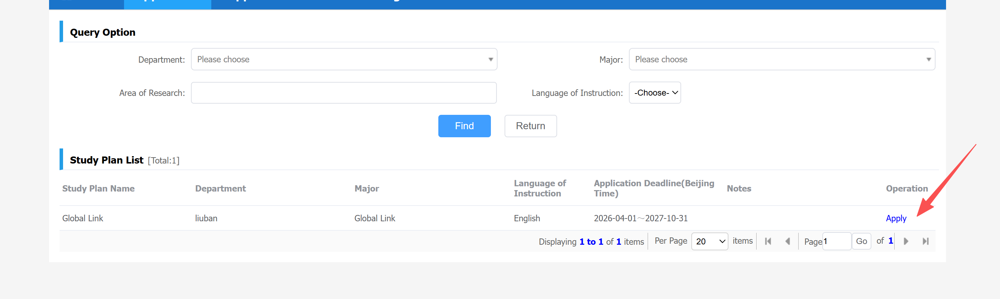 Query Option
Department: Please choose Major: Please choose
Area of Research: Language of Instruction: -Choose-
Find Return
Study Plan List [Total:1]
Study Plan Name Department Major Language of Instruction Application Deadline(Beijing Time) Notes Operation
Global Link liuban Global Link English 2026-04-01～2027-10-31 Apply
Displaying 1 to 1 of 1 items Per Page 20 items Page 1 Go of 1